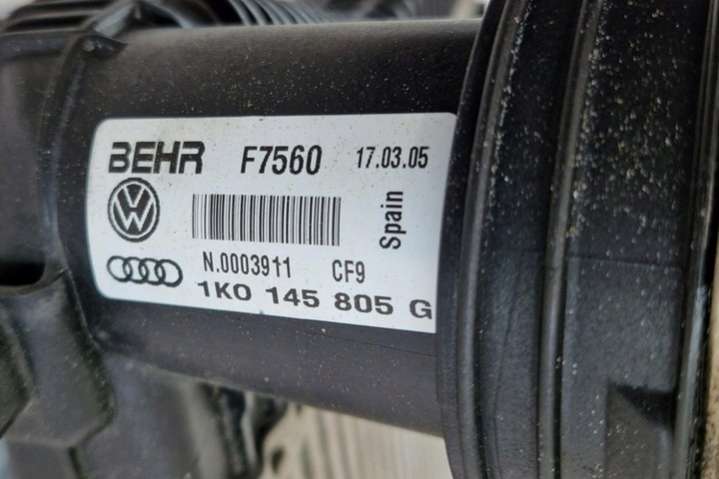 BEHR F7560 17.03.05
Spain
N.0003911 CF9
1K0 145 805 G